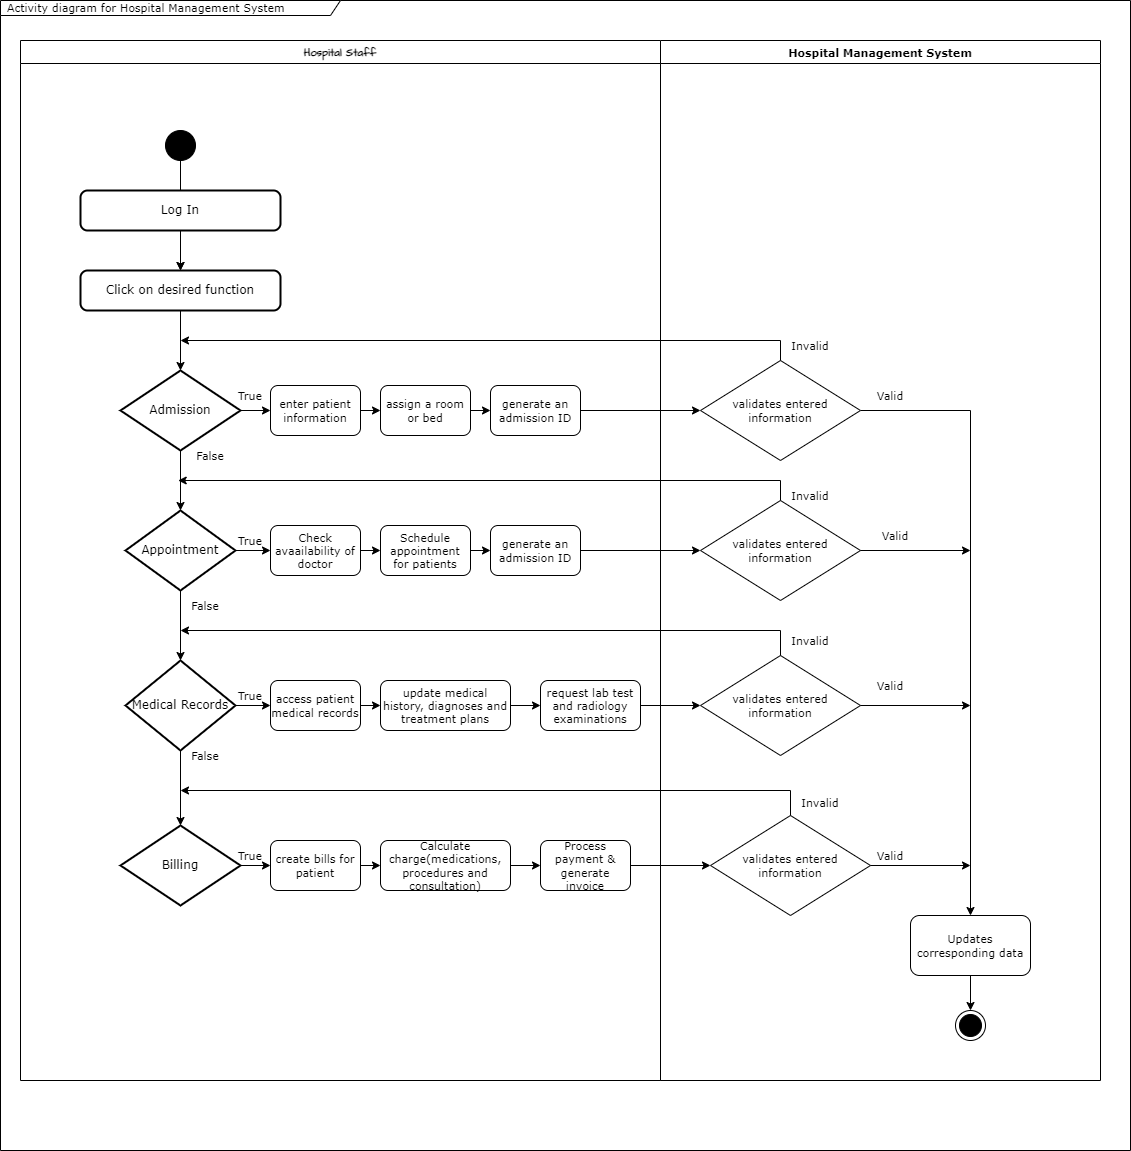 Activity diagram for Hospital Management System
Hospital Staff
Hospital Management System
Log In
Click on desired function
Invalid
Admission
True
enter patient
information
assign a room
or bed
generate an
admission ID
validates entered
information
Valid
False
Invalid
Appointment
True
Check
avaailability of
doctor
Schedule
appointment
for patients
generate an
admission ID
validates entered
information
Valid
False
Invalid
Medical Records
True
access patient
medical records
update medical
history, diagnoses and
treatment plans
request lab test
and radiology
examinations
validates entered
information
Valid
False
Invalid
Billing
True
create bills for
patient
Calculate
charge(medications,
procedures and
consultation)
Process
payment &
generate
invoice
validates entered
information
Valid
Updates
corresponding data